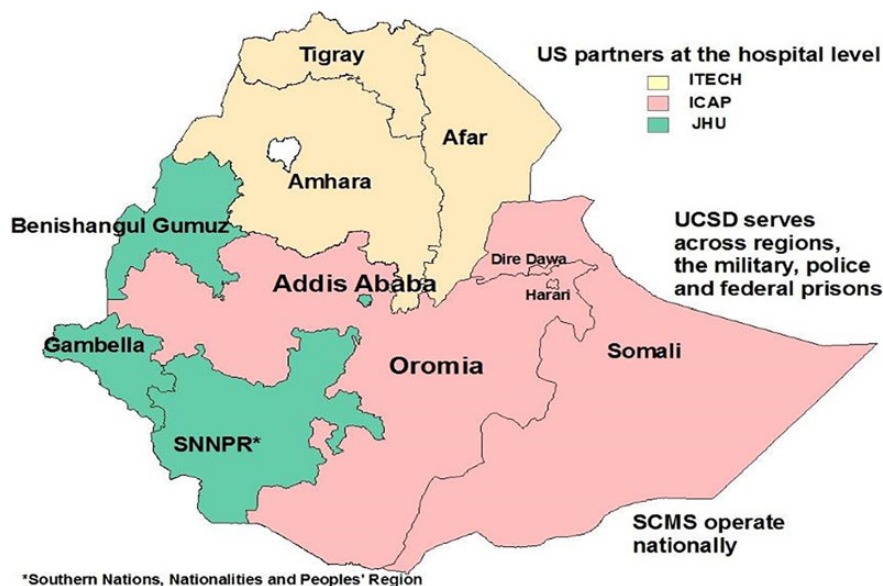 Tigray
US partners at the hospital level
ITECH
ICAP
JHU
Afar
Amhara
Benishangul Gumuz
UCSD serves
across regions,
the military, police
and federal prisons
Dire Dawa
Addis Ababa
Harari
Gambella
Oromia
Somali
SNNPR*
SCMS operate
nationally
*Southern Nations, Nationalities and Peoples' Region